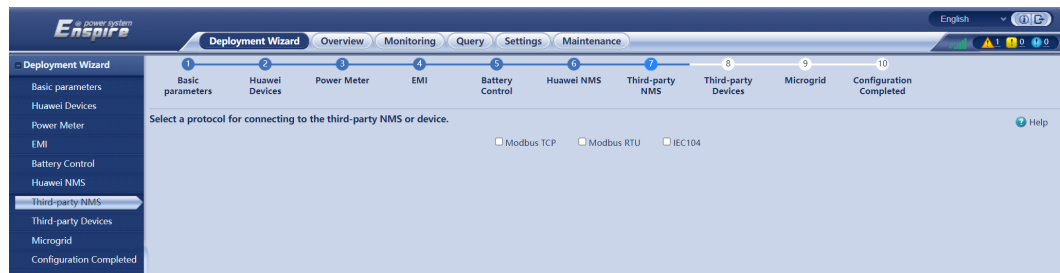 English
e power system
Enspire
Deployment Wizard Overview Monitoring Query Settings Maintenance
1 0 0
Deployment Wizard
Basic parameters
Huawei Devices
Power Meter
EMI
Battery Control
Huawei NMS
Third-party NMS
Third-party Devices
Microgrid
Configuration Completed
1 2 3 4 5 6 7 8 9 10
Basic parameters
Huawei Devices
Power Meter
EMI
Battery Control
Huawei NMS
Third-party NMS
Third-party Devices
Microgrid
Configuration Completed
Select a protocol for connecting to the third-party NMS or device.
Help
Modbus TCP Modbus RTU IEC104